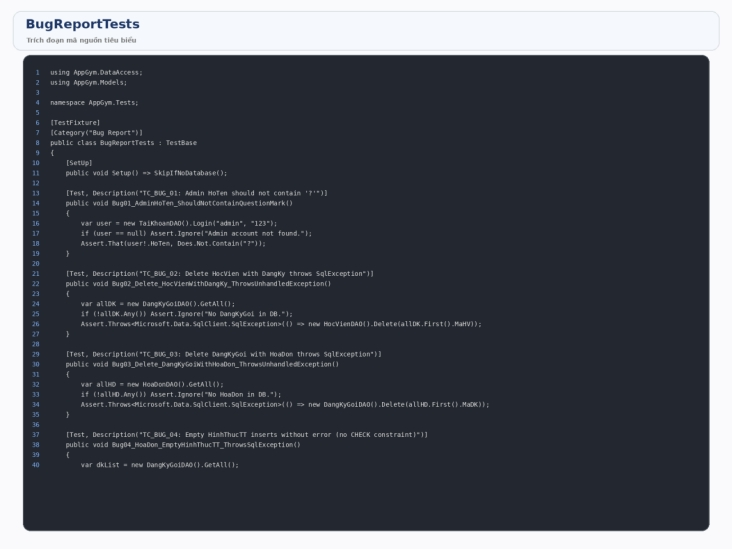 BugReportTests
Trích đoạn mã nguồn tiêu biểu
1 using AppGym.DataAccess;
2 using AppGym.Models;
3
4 namespace AppGym.Tests;
5
6 [TestFixture]
7 [Category("Bug Report")]
8 public class BugReportTests : TestBase
9 {
10     [SetUp]
11     public void Setup() => SkipIfNoDatabase();
12
13     [Test, Description("TC_BUG_01: Admin HoTen should not contain '?'")]
14     public void Bug01_AdminHoTen_ShouldNotContainQuestionMark()
15     {
16         var user = new TaiKhoanDAO().Login("admin", "123");
17         if (user == null) Assert.Ignore("Admin account not found.");
18         Assert.That(user!.HoTen, Does.Not.Contain("?"));
19     }
20
21     [Test, Description("TC_BUG_02: Delete HocVien with DangKy throws SqlException")]
22     public void Bug02_Delete_HocVienWithDangKy_ThrowsUnhandledException()
23     {
24         var allDK = new DangKyGoiDAO().GetAll();
25         if (!allDK.Any()) Assert.Ignore("No DangKyGoi in DB.");
26         Assert.Throws<Microsoft.Data.SqlClient.SqlException>(() => new HocVienDAO().Delete(allDK.First().MaHV));
27     }
28
29     [Test, Description("TC_BUG_03: Delete DangKyGoi with HoaDon throws SqlException")]
30     public void Bug03_Delete_DangKyGoiWithHoaDon_ThrowsUnhandledException()
31     {
32         var allHD = new HoaDonDAO().GetAll();
33         if (!allHD.Any()) Assert.Ignore("No HoaDon in DB.");
34         Assert.Throws<Microsoft.Data.SqlClient.SqlException>(() => new DangKyGoiDAO().Delete(allHD.First().MaDK));
35     }
36
37     [Test, Description("TC_BUG_04: Empty HinhThucTT inserts without error (no CHECK constraint)")]
38     public void Bug04_HoaDon_EmptyHinhThucTT_ThrowsSqlException()
39     {
40         var dkList = new DangKyGoiDAO().GetAll();